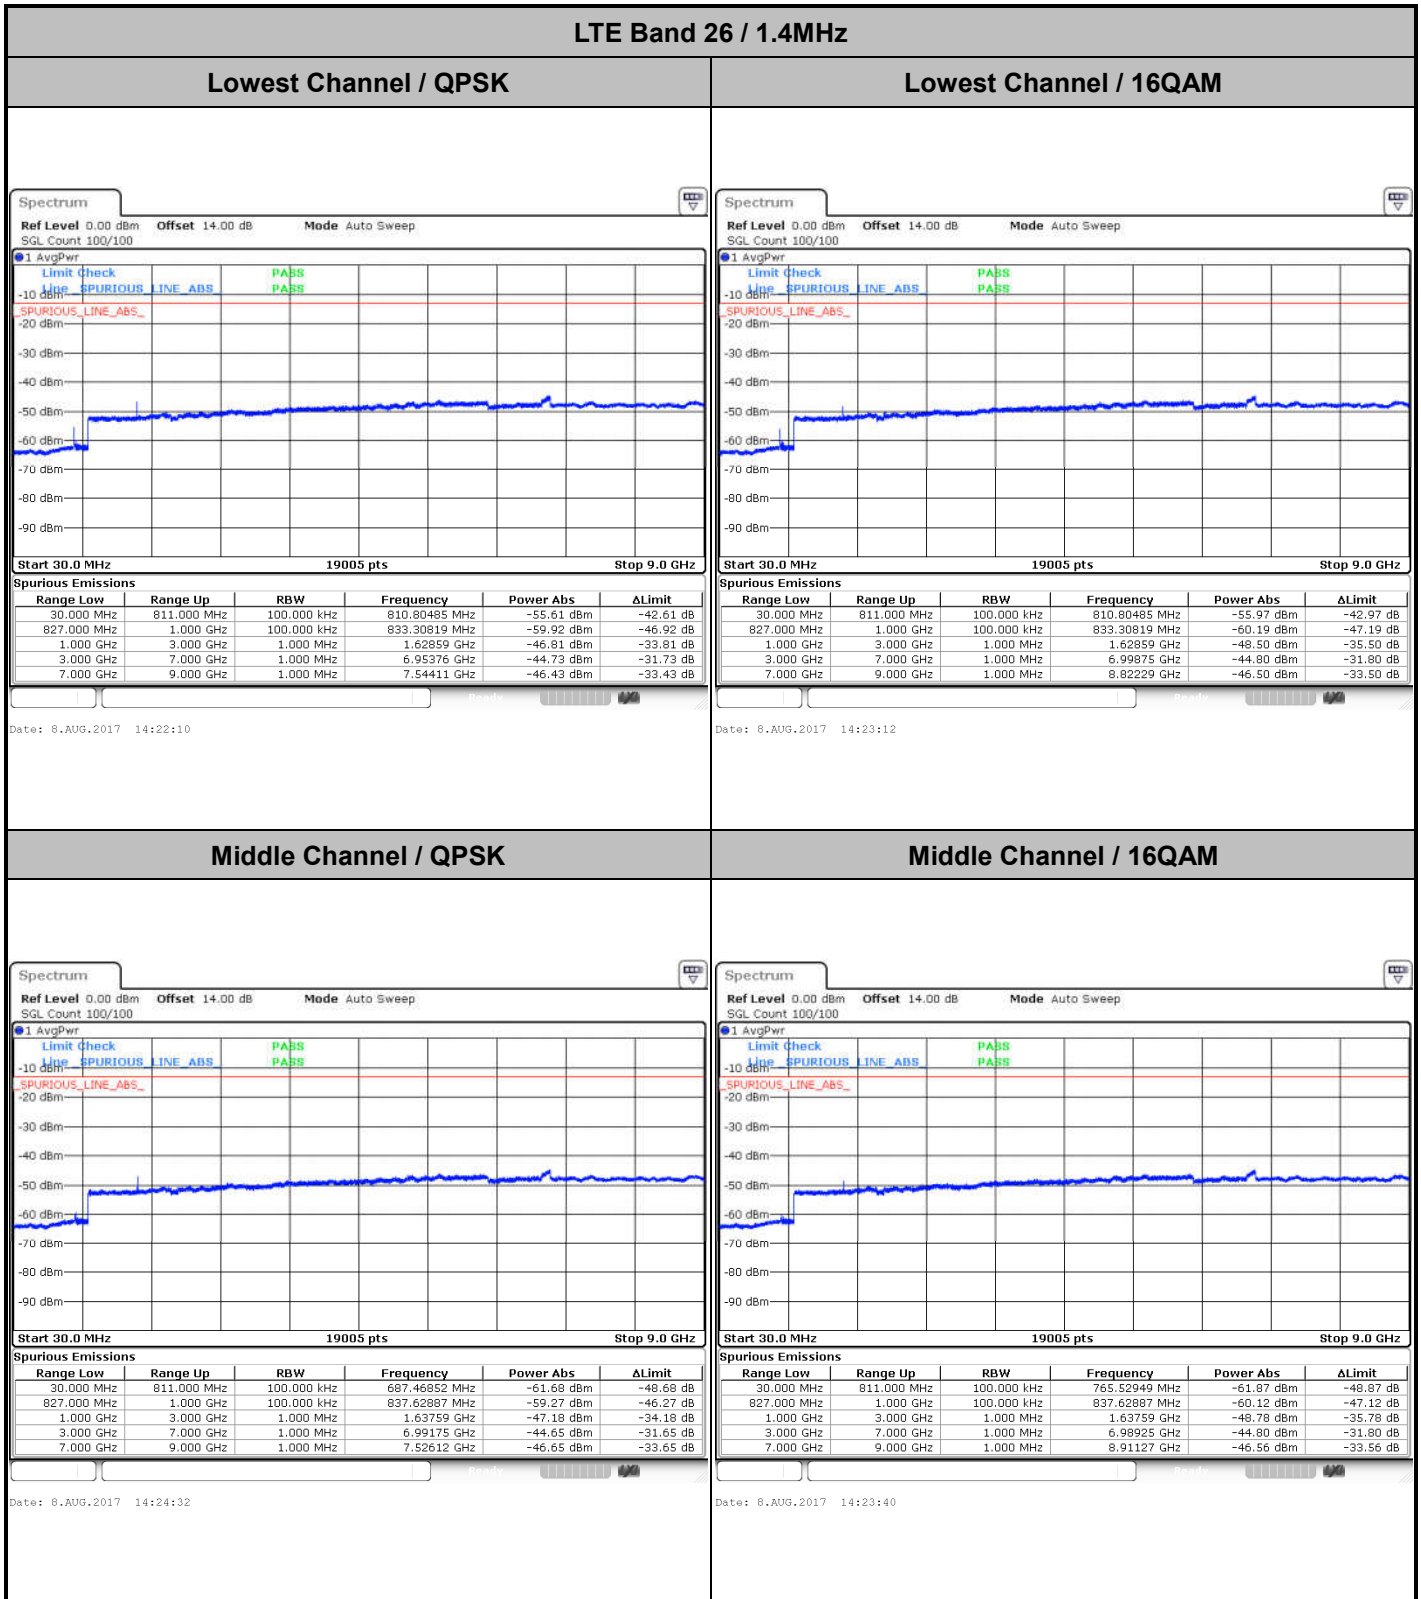 LTE Band 26 / 1.4MHz
Lowest Channel / QPSK
Lowest Channel / 16QAM
Spectrum
Ref Level 0.00 dBm Offset 14.00 dB Mode Auto Sweep
SGL Count 100/100
1 AvgPwr
Limit Check PASS
Line _SPURIOUS_LINE_ABS_ PASS
-10 dBm
_SPURIOUS_LINE_ABS_
-20 dBm
-30 dBm
-40 dBm
-50 dBm
-60 dBm
-70 dBm
-80 dBm
-90 dBm
Start 30.0 MHz 19005 pts Stop 9.0 GHz
Spurious Emissions
Range Low Range Up RBW Frequency Power Abs ΔLimit
30.000 MHz 811.000 MHz 100.000 kHz 810.80485 MHz -55.61 dBm -42.61 dB
827.000 MHz 1.000 GHz 100.000 kHz 833.30819 MHz -59.92 dBm -46.92 dB
1.000 GHz 3.000 GHz 1.000 MHz 1.62859 GHz -46.81 dBm -33.81 dB
3.000 GHz 7.000 GHz 1.000 MHz 6.95376 GHz -44.73 dBm -31.73 dB
7.000 GHz 9.000 GHz 1.000 MHz 7.54411 GHz -46.43 dBm -33.43 dB
Ready
Date: 8.AUG.2017 14:22:10
Spectrum
Ref Level 0.00 dBm Offset 14.00 dB Mode Auto Sweep
SGL Count 100/100
1 AvgPwr
Limit Check PASS
Line _SPURIOUS_LINE_ABS_ PASS
-10 dBm
_SPURIOUS_LINE_ABS_
-20 dBm
-30 dBm
-40 dBm
-50 dBm
-60 dBm
-70 dBm
-80 dBm
-90 dBm
Start 30.0 MHz 19005 pts Stop 9.0 GHz
Spurious Emissions
Range Low Range Up RBW Frequency Power Abs ΔLimit
30.000 MHz 811.000 MHz 100.000 kHz 810.80485 MHz -55.97 dBm -42.97 dB
827.000 MHz 1.000 GHz 100.000 kHz 833.30819 MHz -60.19 dBm -47.19 dB
1.000 GHz 3.000 GHz 1.000 MHz 1.62859 GHz -48.50 dBm -35.50 dB
3.000 GHz 7.000 GHz 1.000 MHz 6.99875 GHz -44.80 dBm -31.80 dB
7.000 GHz 9.000 GHz 1.000 MHz 8.82229 GHz -46.50 dBm -33.50 dB
Ready
Date: 8.AUG.2017 14:23:12
Middle Channel / QPSK
Middle Channel / 16QAM
Spectrum
Ref Level 0.00 dBm Offset 14.00 dB Mode Auto Sweep
SGL Count 100/100
1 AvgPwr
Limit Check PASS
Line _SPURIOUS_LINE_ABS_ PASS
-10 dBm
_SPURIOUS_LINE_ABS_
-20 dBm
-30 dBm
-40 dBm
-50 dBm
-60 dBm
-70 dBm
-80 dBm
-90 dBm
Start 30.0 MHz 19005 pts Stop 9.0 GHz
Spurious Emissions
Range Low Range Up RBW Frequency Power Abs ΔLimit
30.000 MHz 811.000 MHz 100.000 kHz 687.46852 MHz -61.68 dBm -48.68 dB
827.000 MHz 1.000 GHz 100.000 kHz 837.62887 MHz -59.27 dBm -46.27 dB
1.000 GHz 3.000 GHz 1.000 MHz 1.63759 GHz -47.18 dBm -34.18 dB
3.000 GHz 7.000 GHz 1.000 MHz 6.99175 GHz -44.65 dBm -31.65 dB
7.000 GHz 9.000 GHz 1.000 MHz 7.52612 GHz -46.65 dBm -33.65 dB
Ready
Date: 8.AUG.2017 14:24:32
Spectrum
Ref Level 0.00 dBm Offset 14.00 dB Mode Auto Sweep
SGL Count 100/100
1 AvgPwr
Limit Check PASS
Line _SPURIOUS_LINE_ABS_ PASS
-10 dBm
_SPURIOUS_LINE_ABS_
-20 dBm
-30 dBm
-40 dBm
-50 dBm
-60 dBm
-70 dBm
-80 dBm
-90 dBm
Start 30.0 MHz 19005 pts Stop 9.0 GHz
Spurious Emissions
Range Low Range Up RBW Frequency Power Abs ΔLimit
30.000 MHz 811.000 MHz 100.000 kHz 765.52949 MHz -61.87 dBm -48.87 dB
827.000 MHz 1.000 GHz 100.000 kHz 837.62887 MHz -60.12 dBm -47.12 dB
1.000 GHz 3.000 GHz 1.000 MHz 1.63759 GHz -48.78 dBm -35.78 dB
3.000 GHz 7.000 GHz 1.000 MHz 6.98925 GHz -44.80 dBm -31.80 dB
7.000 GHz 9.000 GHz 1.000 MHz 8.91127 GHz -46.56 dBm -33.56 dB
Ready
Date: 8.AUG.2017 14:23:40